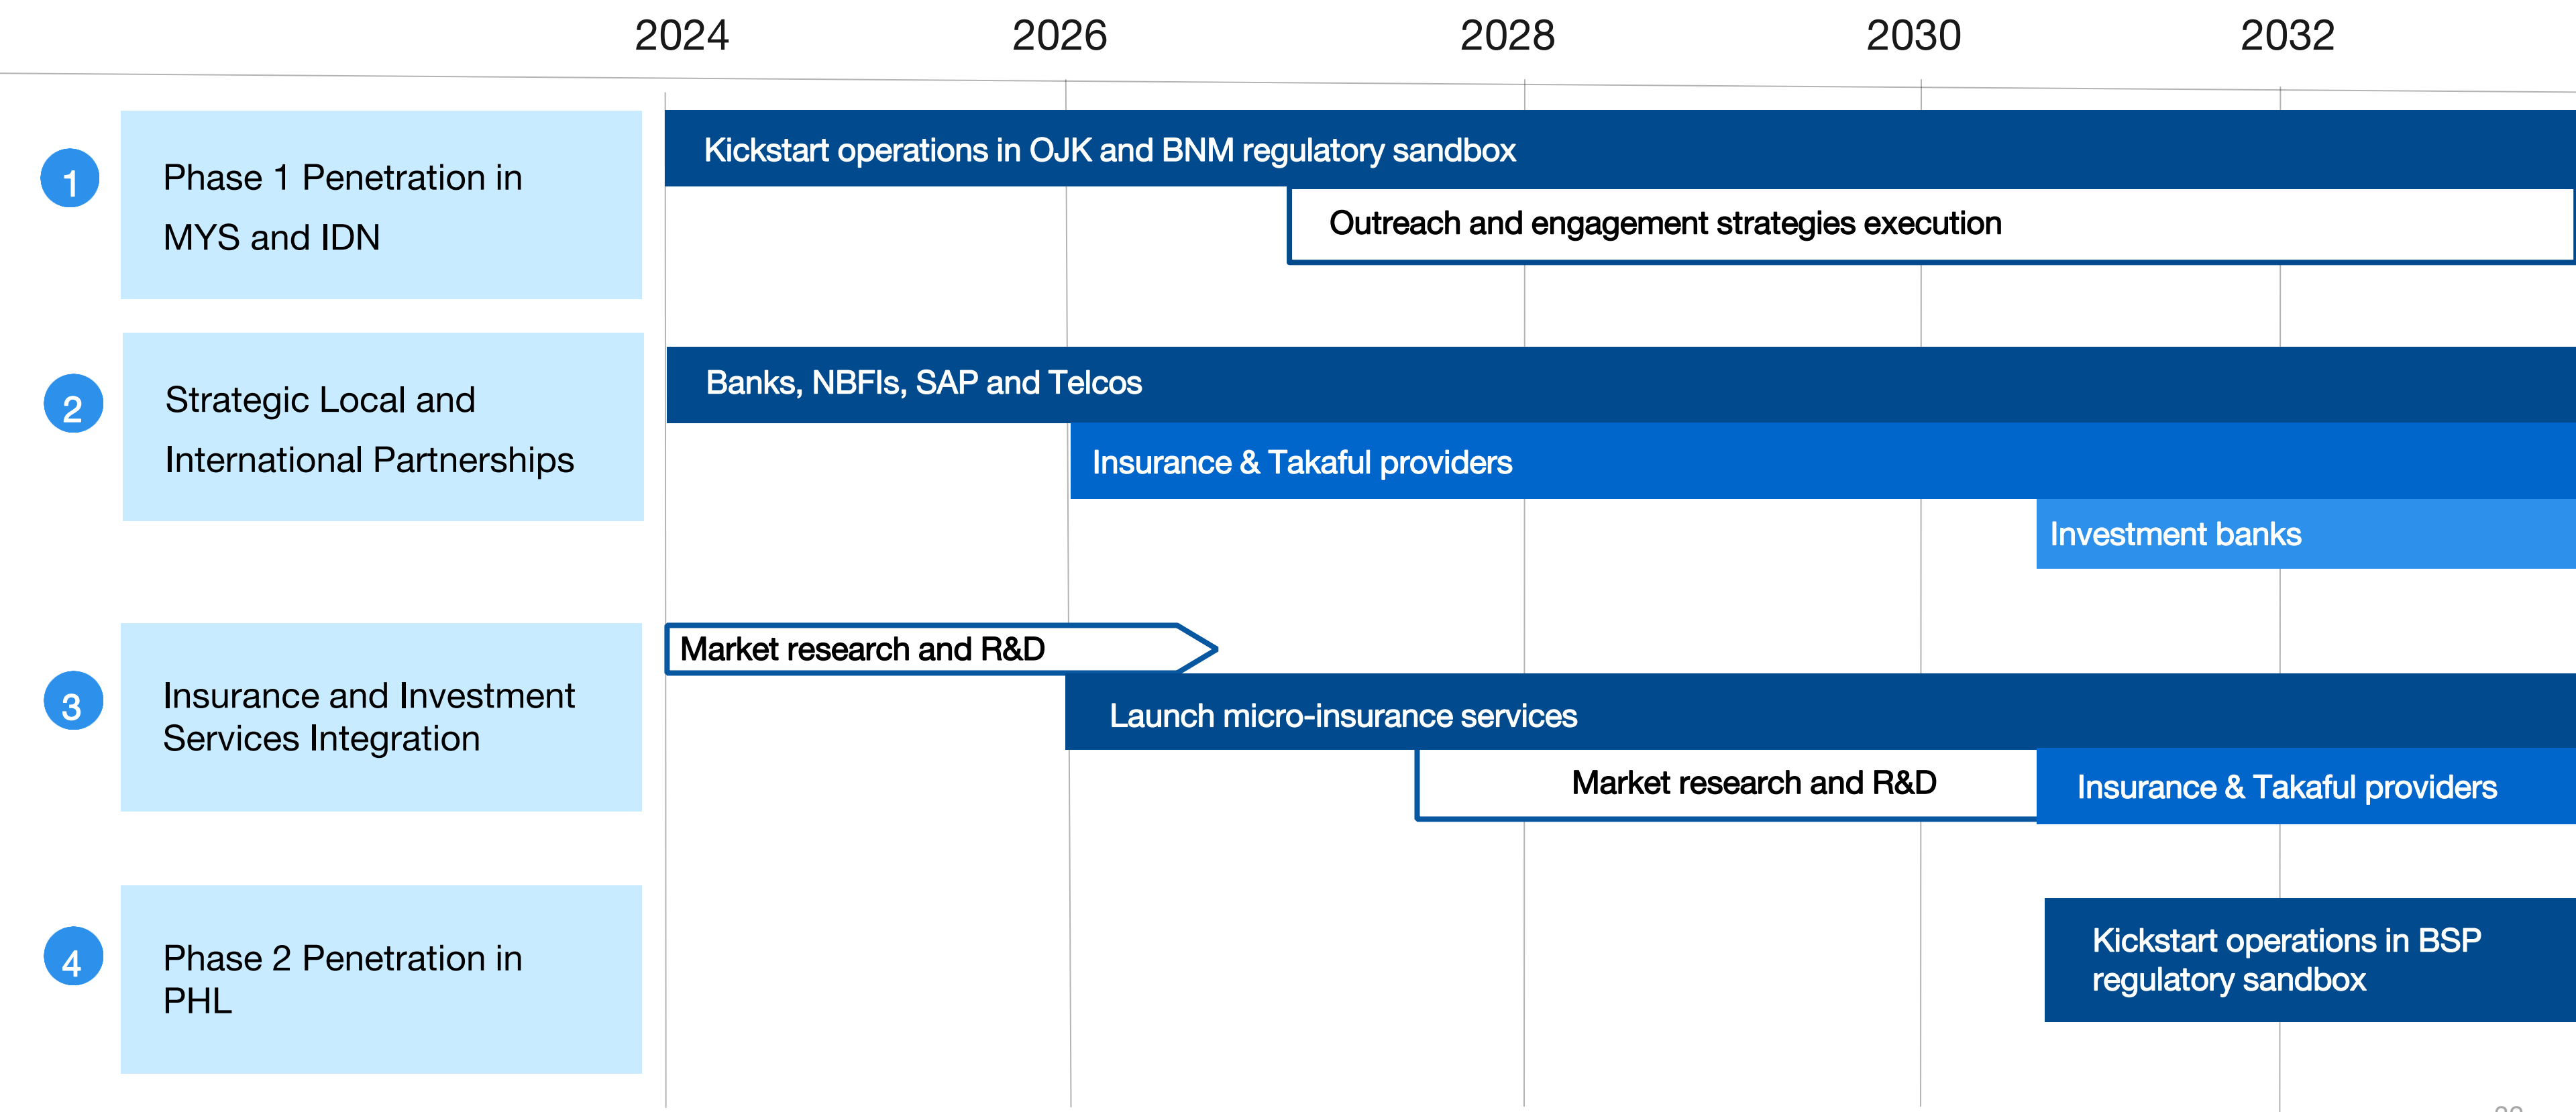 2024 2026 2028 2030 2032
Kickstart operations in OJK and BNM regulatory sandbox
1
Phase 1 Penetration in
MYS and IDN
Outreach and engagement strategies execution
Banks, NBFIs, SAP and Telcos
2
Strategic Local and
International Partnerships
Insurance & Takaful providers
Investment banks
Market research and R&D
3
Insurance and Investment
Services Integration
Launch micro-insurance services
Market research and R&D
Insurance & Takaful providers
4
Phase 2 Penetration in
PHL
Kickstart operations in BSP
regulatory sandbox